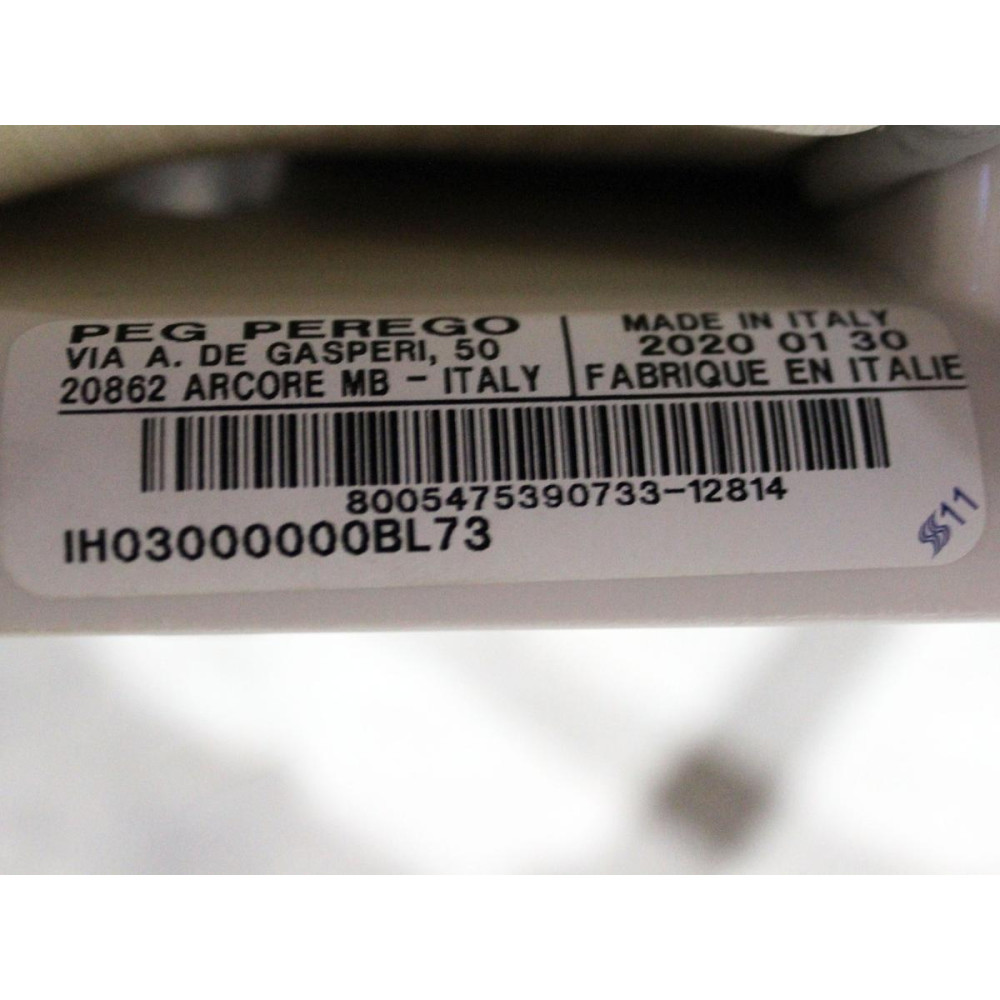 PEG PEREGO
VIA A. DE GASPERI, 50
20862 ARCORE MB - ITALY
MADE IN ITALY
2020 01 30
FABRIQUE EN ITALIE
8005475390733-12814
IH03000000BL73
S11